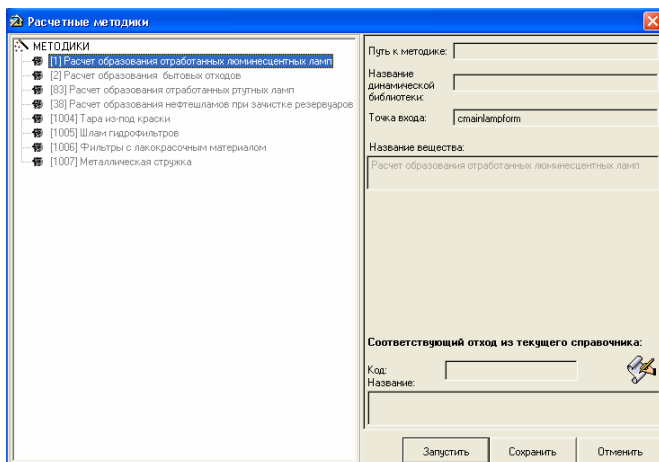 Расчетные методики
МЕТОДИКИ
[1] Расчет образования отработанных люминесцентных ламп
[2] Расчет образования бытовых отходов
[83] Расчет образования отработанных ртутных ламп
[38] Расчет образования нефтешламов при зачистке резервуаров
[1004] Тара из-под краски
[1005] Шлам гидрофильтров
[1006] Фильтры с лакокрасочным материалом
[1007] Металлическая стружка
Путь к методике:
Название
динамической
библиотеки:
Точка входа: cmainlampform
Название вещества:
Расчет образования отработанных люминесцентных ламп
Соответствующий отход из текущего справочника:
Код:
Название:
Запустить Сохранить Отменить